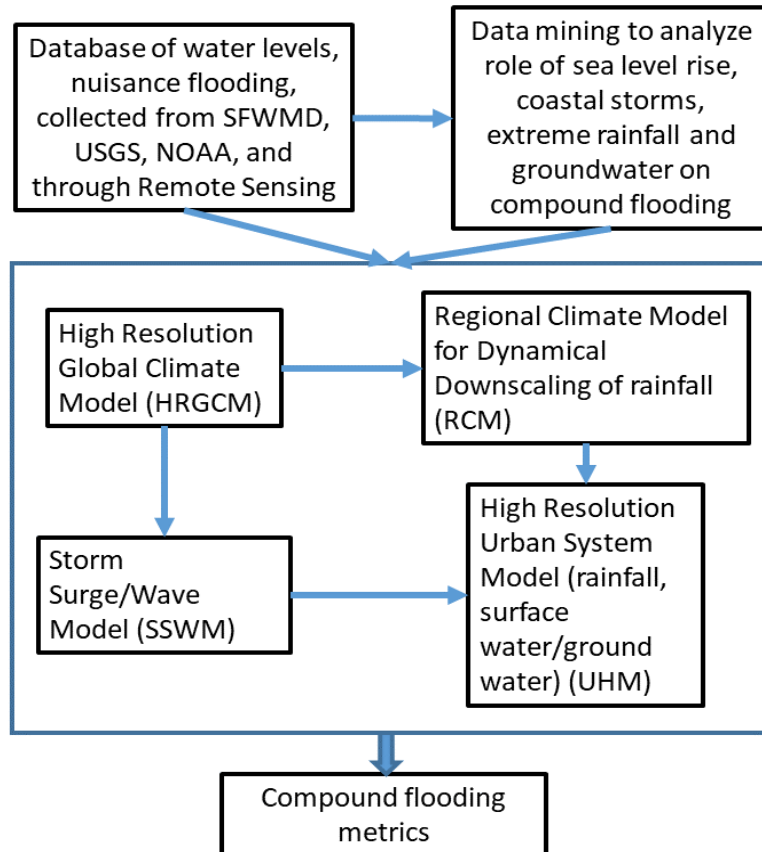 Database of water levels,
nuisance flooding,
collected from SFWMD,
USGS, NOAA, and
through Remote Sensing
Data mining to analyze
role of sea level rise,
coastal storms,
extreme rainfall and
groundwater on
compound flooding
High Resolution
Global Climate
Model (HRGCM)
Regional Climate Model
for Dynamical
Downscaling of rainfall
(RCM)
Storm
Surge/Wave
Model (SSWM)
High Resolution
Urban System
Model (rainfall,
surface
water/ground
water) (UHM)
Compound flooding
metrics